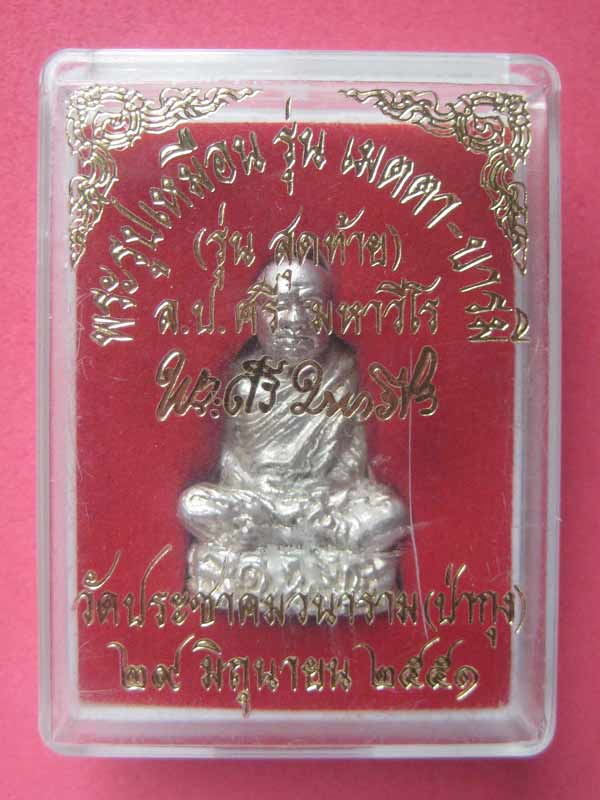 พระรูปเหมือน รุ่น เมตตา-บารมี
(รุ่น สุดท้าย)
ล.ป. ศรี มหาวีโร
พระศรี มหาวีโร
วัดประชาคมวนาราม(ป่ากุง)
๒๙ มิถุนายน ๒๕๕๑